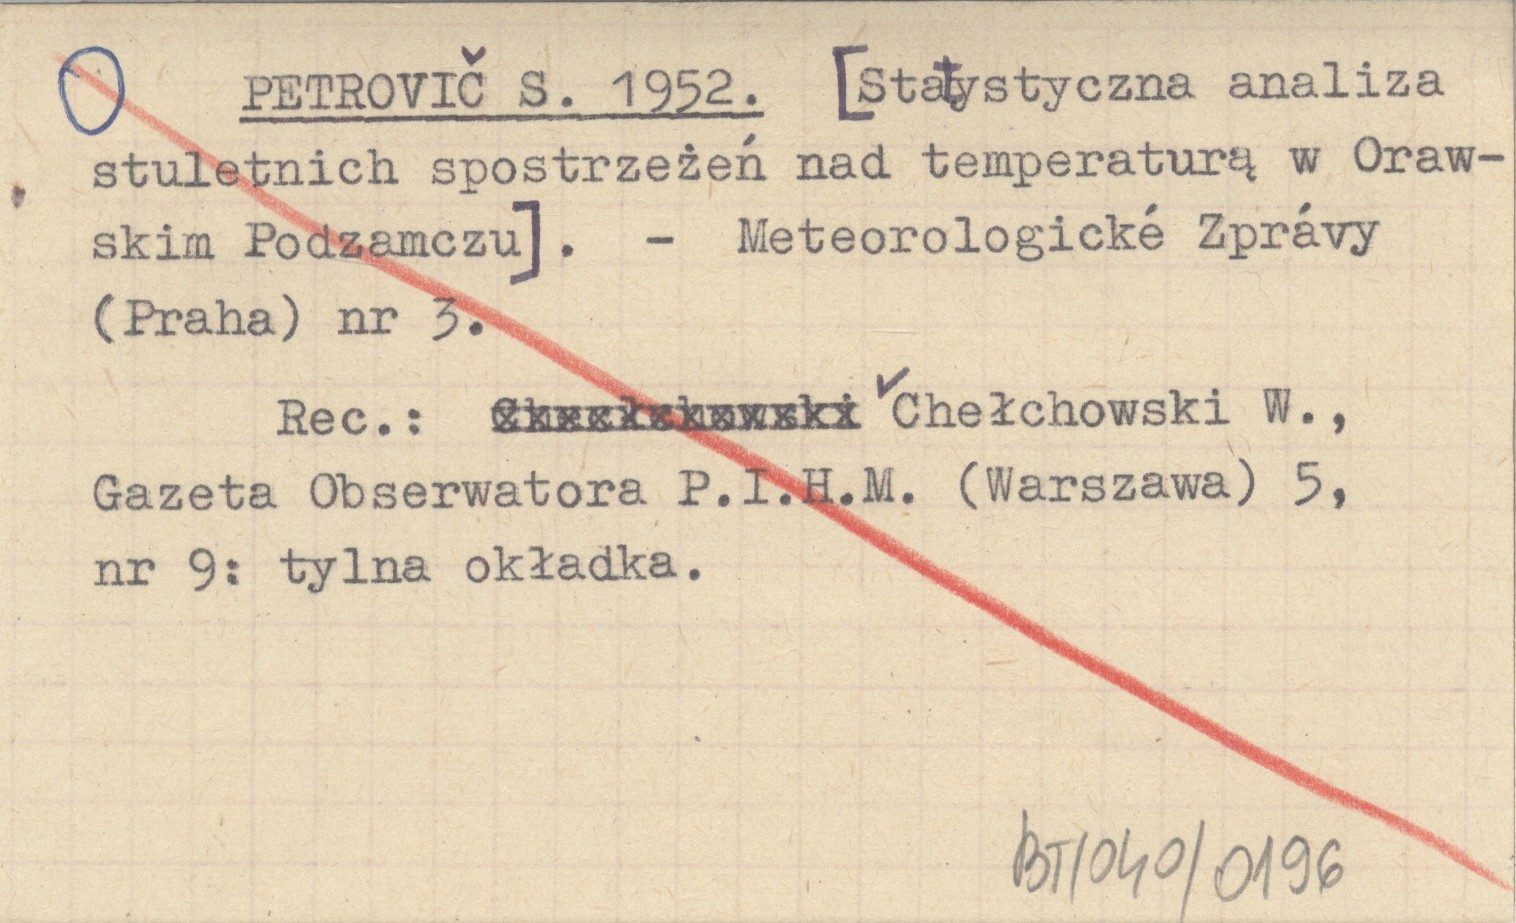 PETROVIČ S. 1952. [Statystyczna analiza
stuletnich spostrzeżeń nad temperaturą w Oraw-
skim Podzamczu]. - Meteorologické Zprávy
(Praha) nr 3.
Rec.: Chełchowski W.,
Gazeta Obserwatora P.I.H.M. (Warszawa) 5,
nr 9: tylna okładka.
BT/040/0196